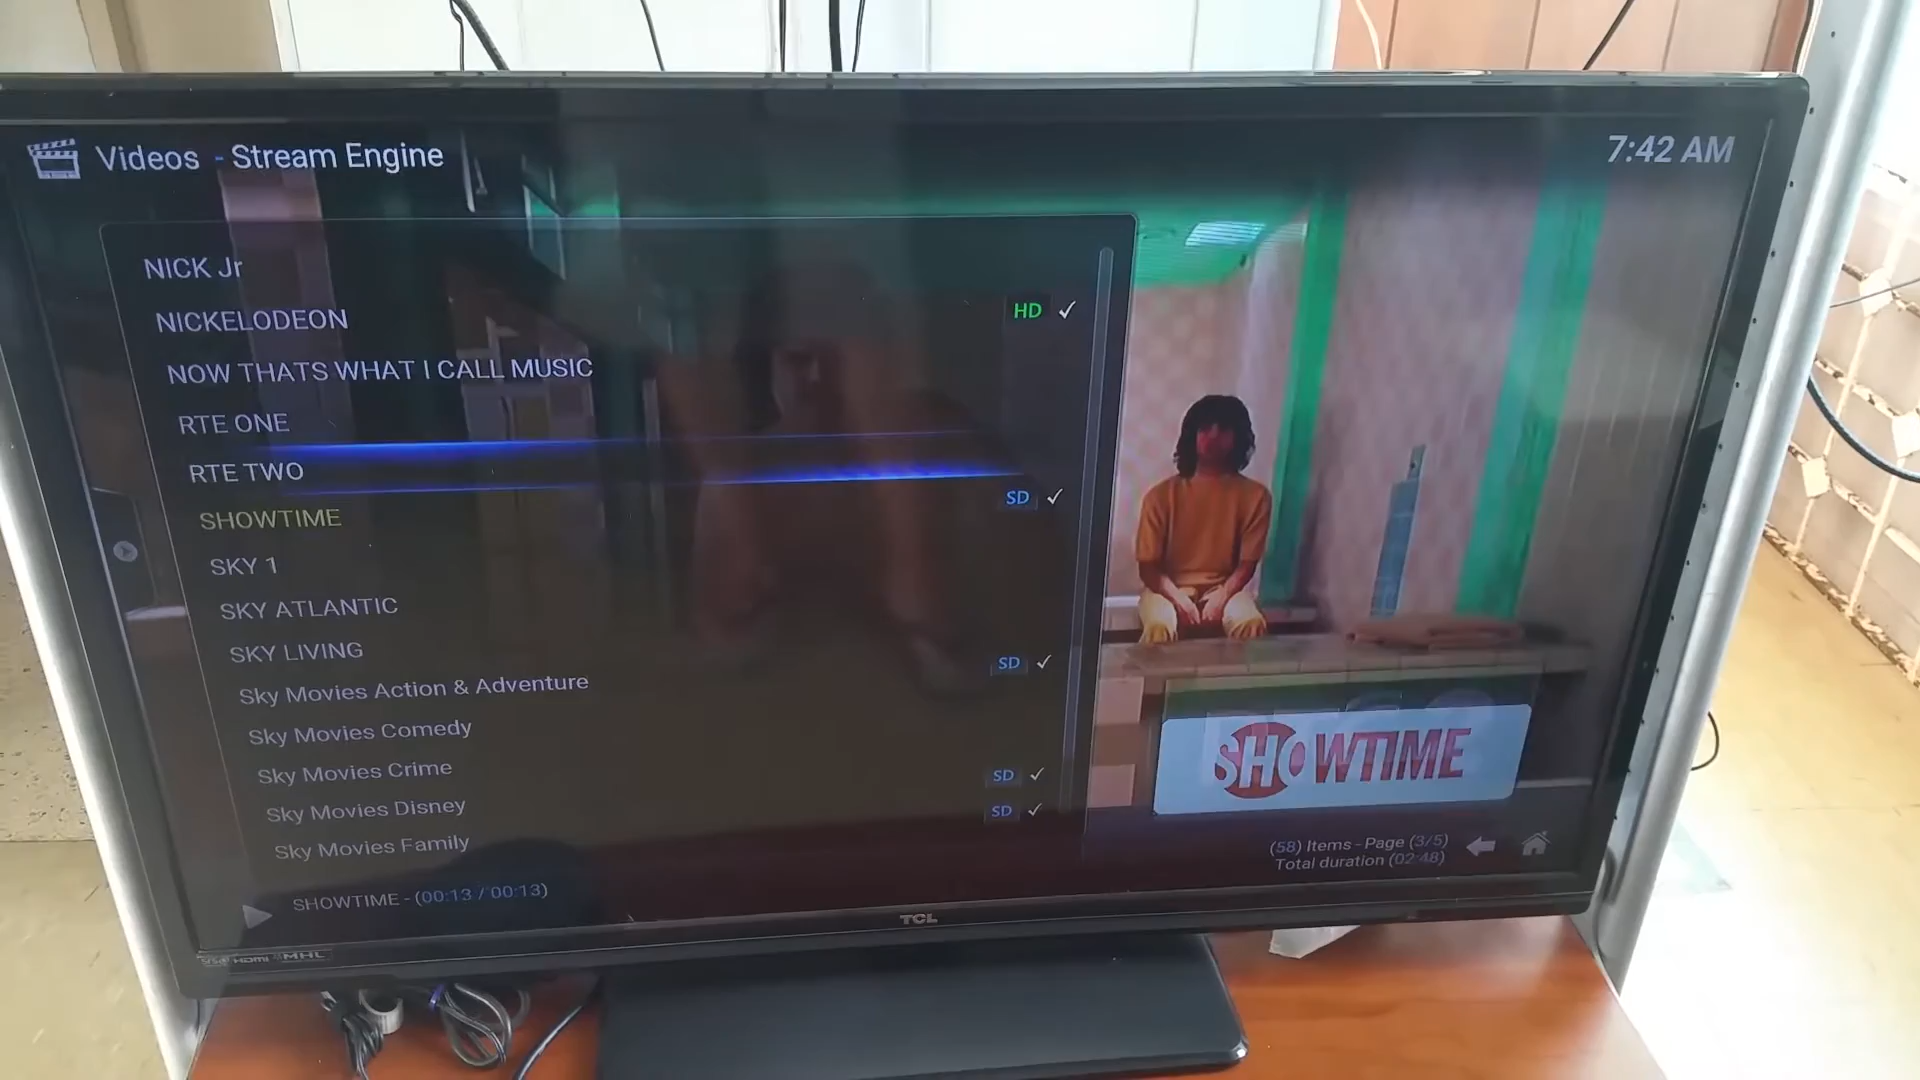 Videos - Stream Engine
7:42 AM
NICK Jr
NICKELODEON HD
NOW THATS WHAT I CALL MUSIC
RTE ONE
RTE TWO
SD
SHOWTIME
SKY 1
SKY ATLANTIC
SKY LIVING
SD
Sky Movies Action & Adventure
Sky Movies Comedy
Sky Movies Crime SD
Sky Movies Disney SD
Sky Movies Family
SHOWTIME
(58) Items - Page (3/5)
Total duration (02:48)
SHOWTIME - (00:13 / 00:13)
TCL
HDMI MHL